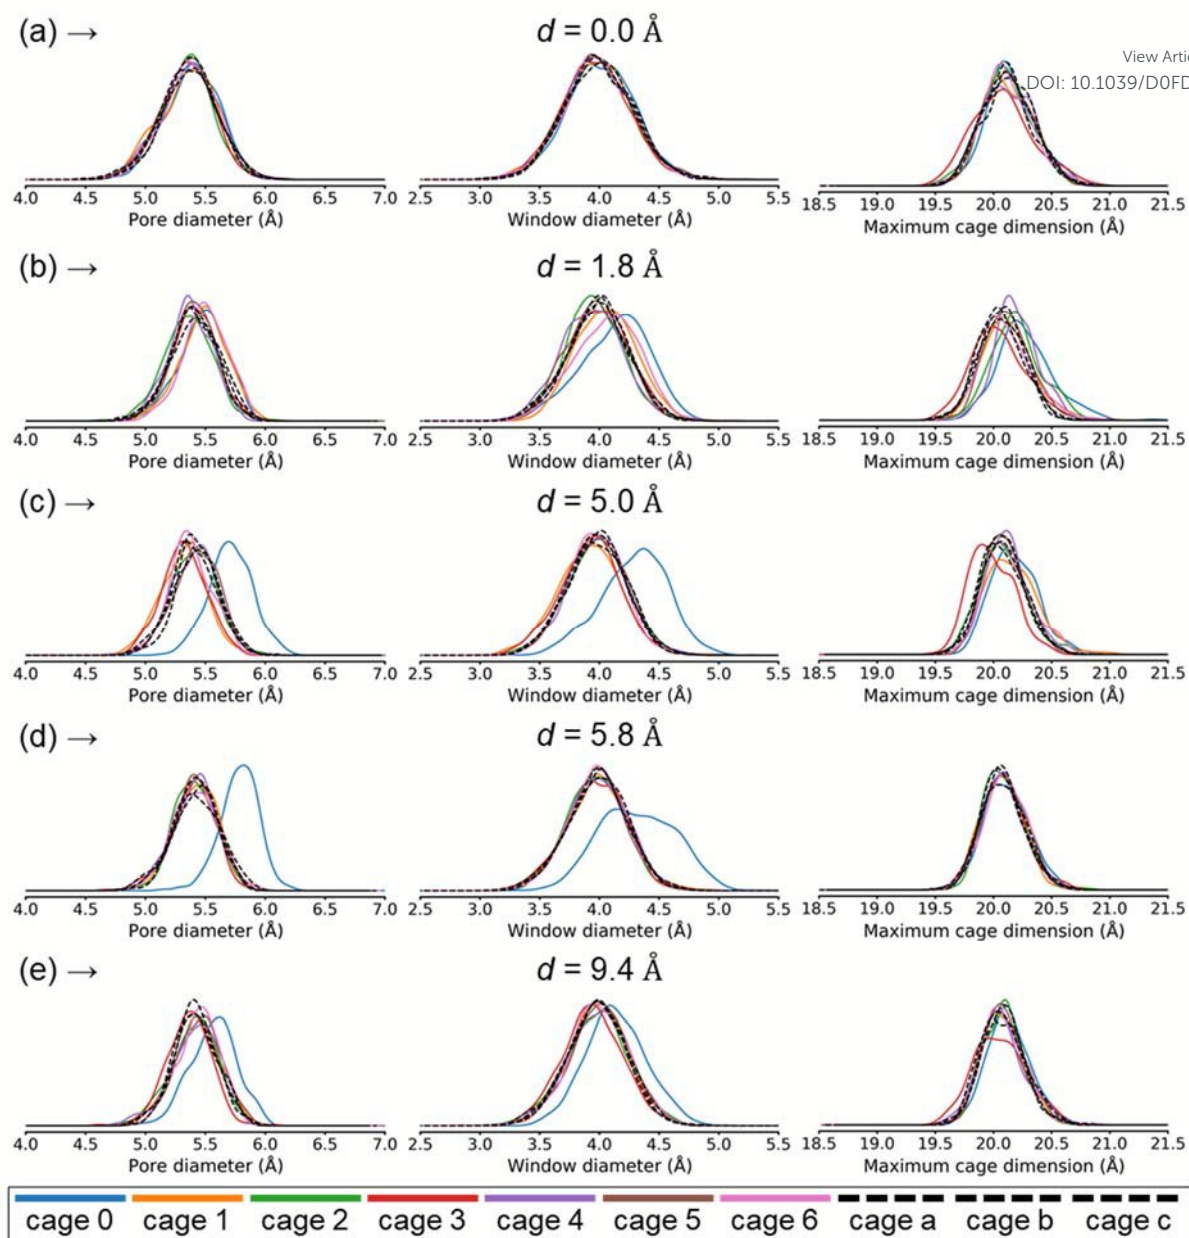 (a) → d = 0.0 Å
View Artic
DOI: 10.1039/D0FD
4.0 4.5 5.0 5.5 6.0 6.5 7.0 2.5 3.0 3.5 4.0 4.5 5.0 5.5 18.5 19.0 19.5 20.0 20.5 21.0 21.5
Pore diameter (Å) Window diameter (Å) Maximum cage dimension (Å)
(b) → d = 1.8 Å
4.0 4.5 5.0 5.5 6.0 6.5 7.0 2.5 3.0 3.5 4.0 4.5 5.0 5.5 18.5 19.0 19.5 20.0 20.5 21.0 21.5
Pore diameter (Å) Window diameter (Å) Maximum cage dimension (Å)
(c) → d = 5.0 Å
4.0 4.5 5.0 5.5 6.0 6.5 7.0 2.5 3.0 3.5 4.0 4.5 5.0 5.5 18.5 19.0 19.5 20.0 20.5 21.0 21.5
Pore diameter (Å) Window diameter (Å) Maximum cage dimension (Å)
(d) → d = 5.8 Å
4.0 4.5 5.0 5.5 6.0 6.5 7.0 2.5 3.0 3.5 4.0 4.5 5.0 5.5 18.5 19.0 19.5 20.0 20.5 21.0 21.5
Pore diameter (Å) Window diameter (Å) Maximum cage dimension (Å)
(e) → d = 9.4 Å
4.0 4.5 5.0 5.5 6.0 6.5 7.0 2.5 3.0 3.5 4.0 4.5 5.0 5.5 18.5 19.0 19.5 20.0 20.5 21.0 21.5
Pore diameter (Å) Window diameter (Å) Maximum cage dimension (Å)
cage 0 cage 1 cage 2 cage 3 cage 4 cage 5 cage 6 cage a cage b cage c